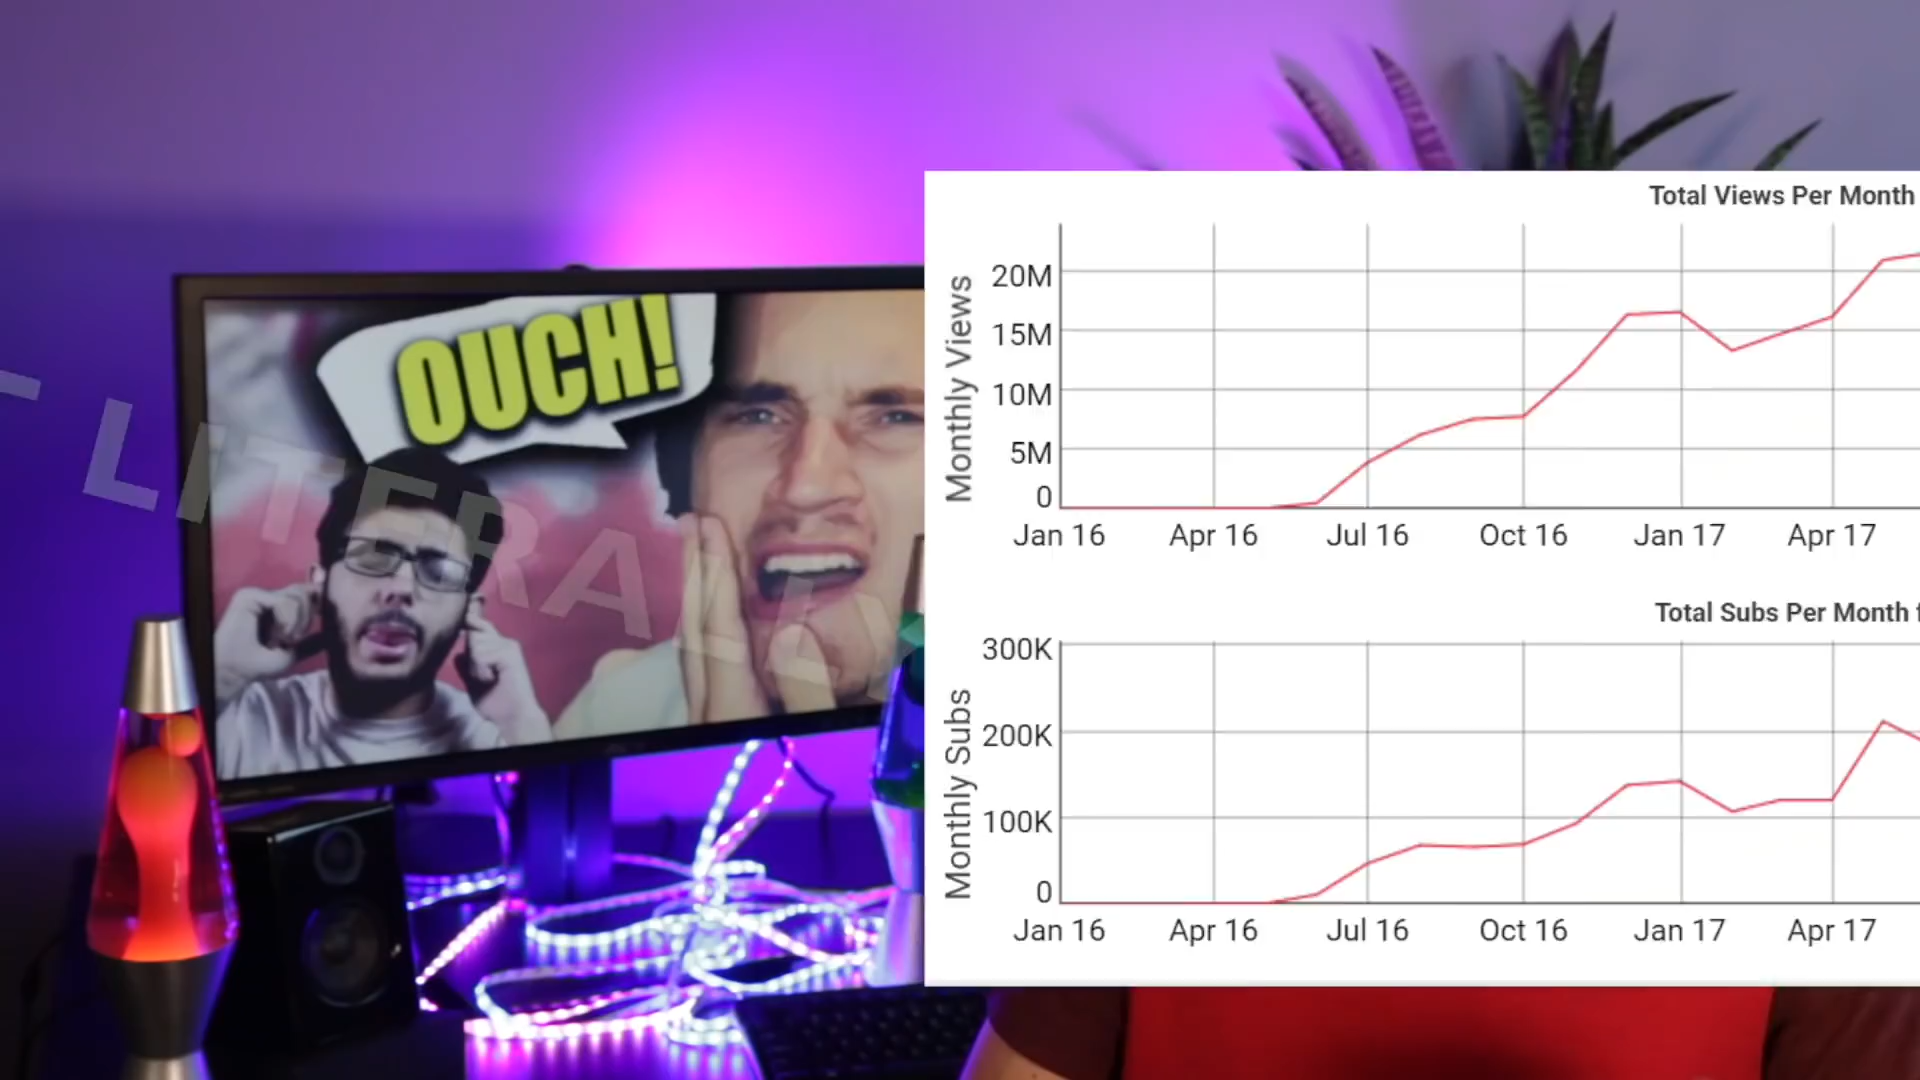 OUCH!
LITERALLY
Total Views Per Month
Monthly Views
20M
15M
10M
5M
0
Jan 16 Apr 16 Jul 16 Oct 16 Jan 17 Apr 17
Total Subs Per Month
Monthly Subs
300K
200K
100K
0
Jan 16 Apr 16 Jul 16 Oct 16 Jan 17 Apr 17